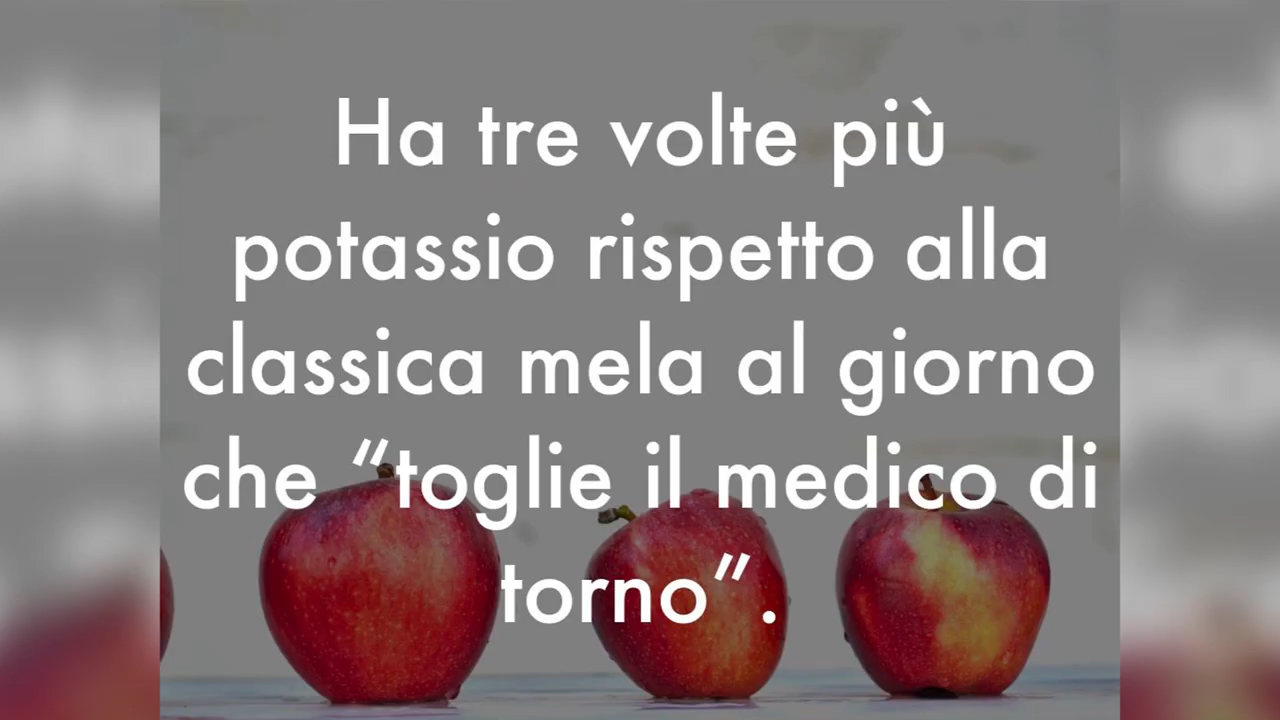 Ha tre volte più
potassio rispetto alla
classica mela al giorno
che “toglie il medico di
torno”.